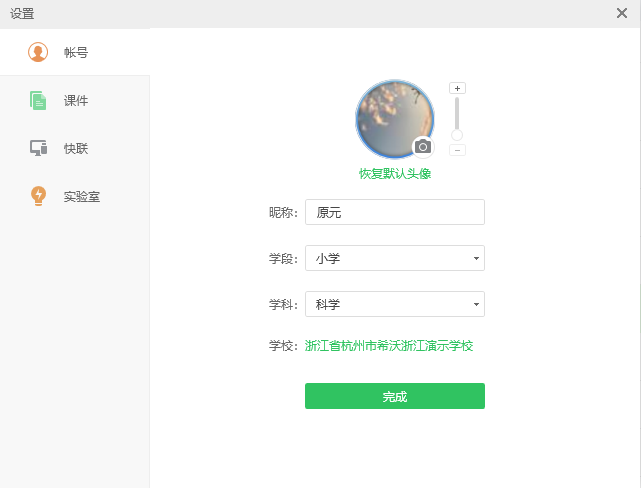 设置
帐号
课件
快联
实验室
恢复默认头像
昵称： 原元
学段： 小学
学科： 科学
学校： 浙江省杭州市希沃浙江演示学校
完成